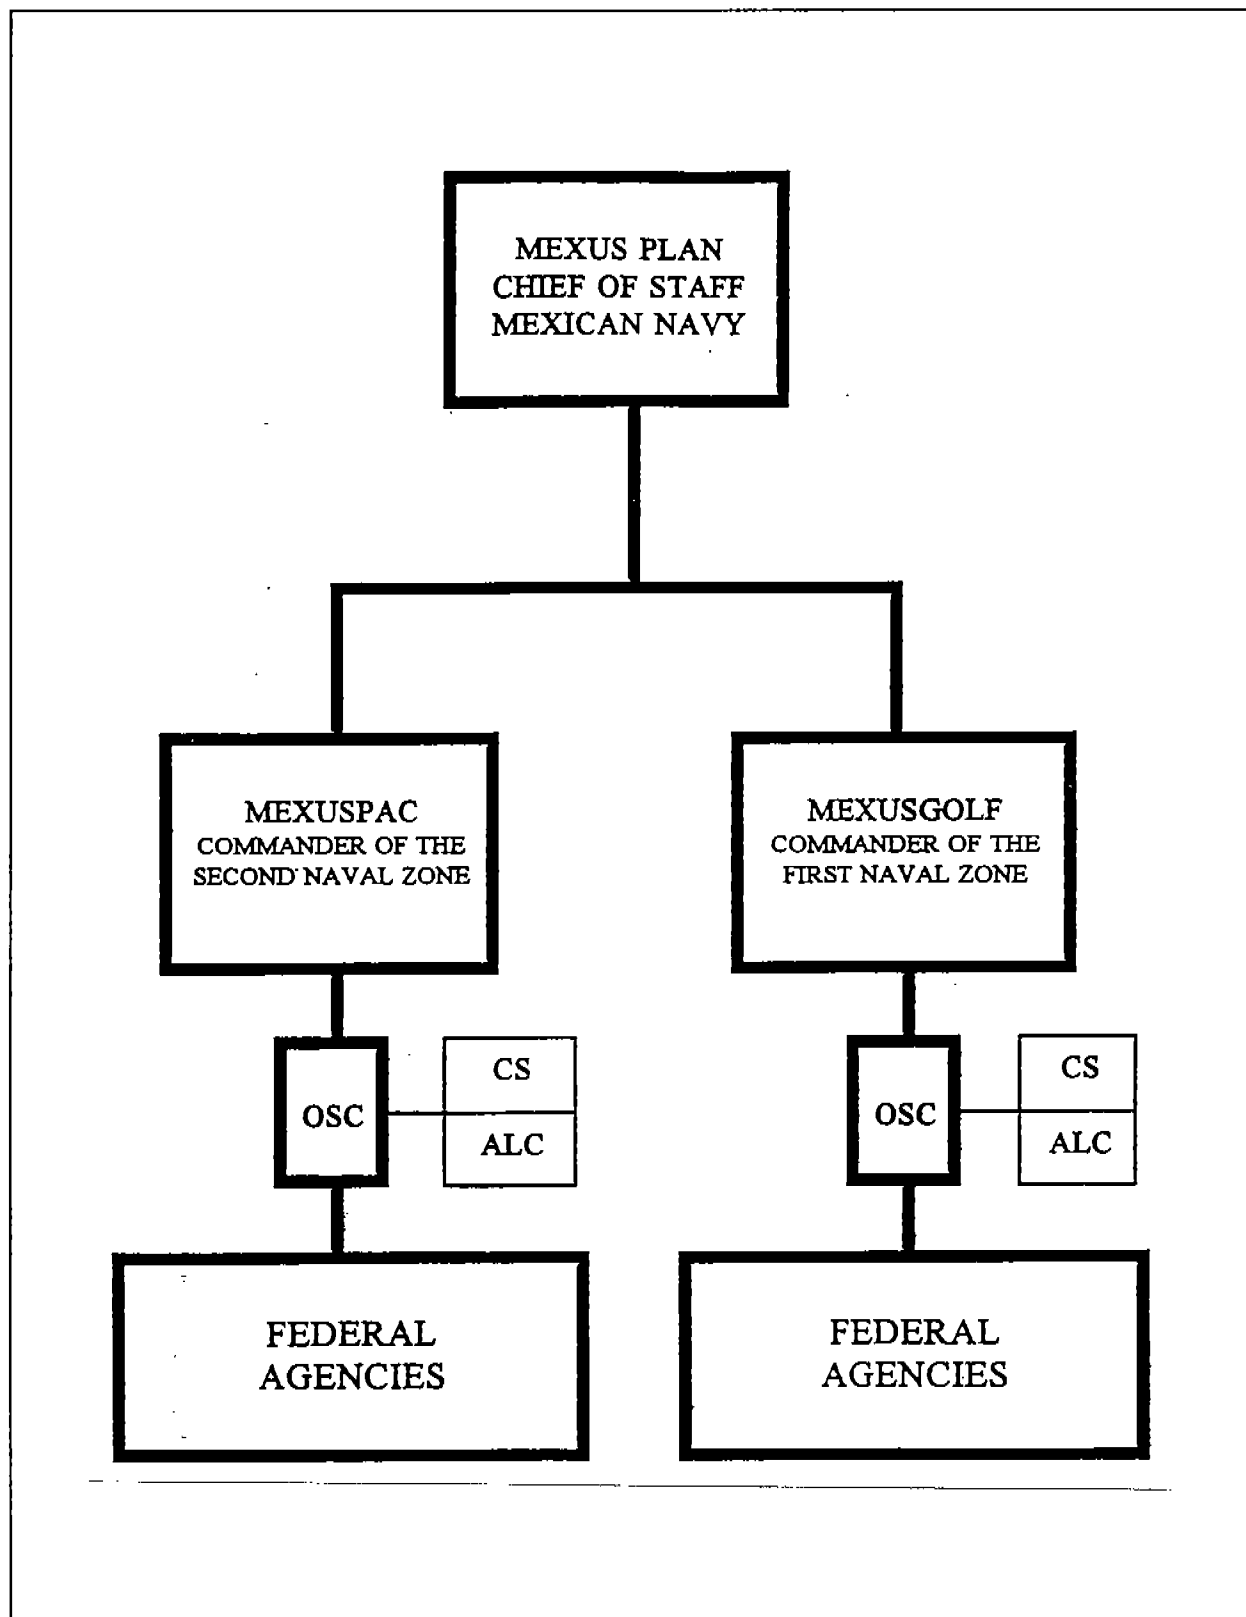 MEXUS PLAN
CHIEF OF STAFF
MEXICAN NAVY
MEXUSPAC
COMMANDER OF THE
SECOND NAVAL ZONE
MEXUSGOLF
COMMANDER OF THE
FIRST NAVAL ZONE
OSC
CS
ALC
OSC
CS
ALC
FEDERAL
AGENCIES
FEDERAL
AGENCIES